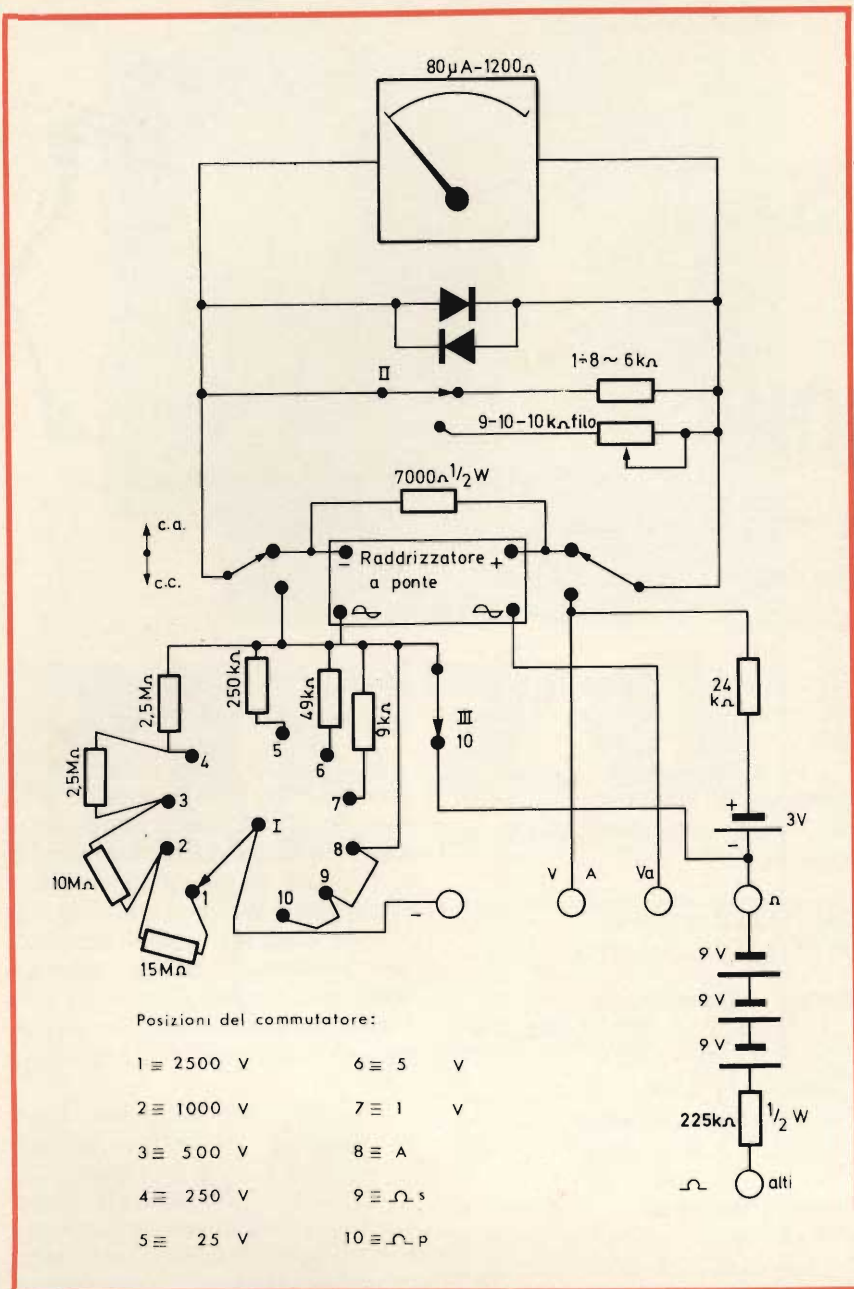 80µA-1200Ω
II
1÷8 ~ 6kΩ
9-10-10kΩfilo
7000Ω 1/2 W
c.a.
c.c.
- Raddrizzatore +
a ponte
2,5MΩ
250kΩ
49kΩ
9kΩ
III
10
24
kΩ
2,5MΩ
4
5
6
3
7
I
+
3V
-
2
8
10MΩ
1
9
10
-
V A
Va
Ω
15MΩ
9 V
9 V
9 V
225kΩ 1/2 W
Ω alti
Posizioni del commutatore:
1 ≡ 2500 V
2 ≡ 1000 V
3 ≡ 500 V
4 ≡ 250 V
5 ≡ 25 V
6 ≡ 5 V
7 ≡ 1 V
8 ≡ A
9 ≡ Ω s
10 ≡ Ω p